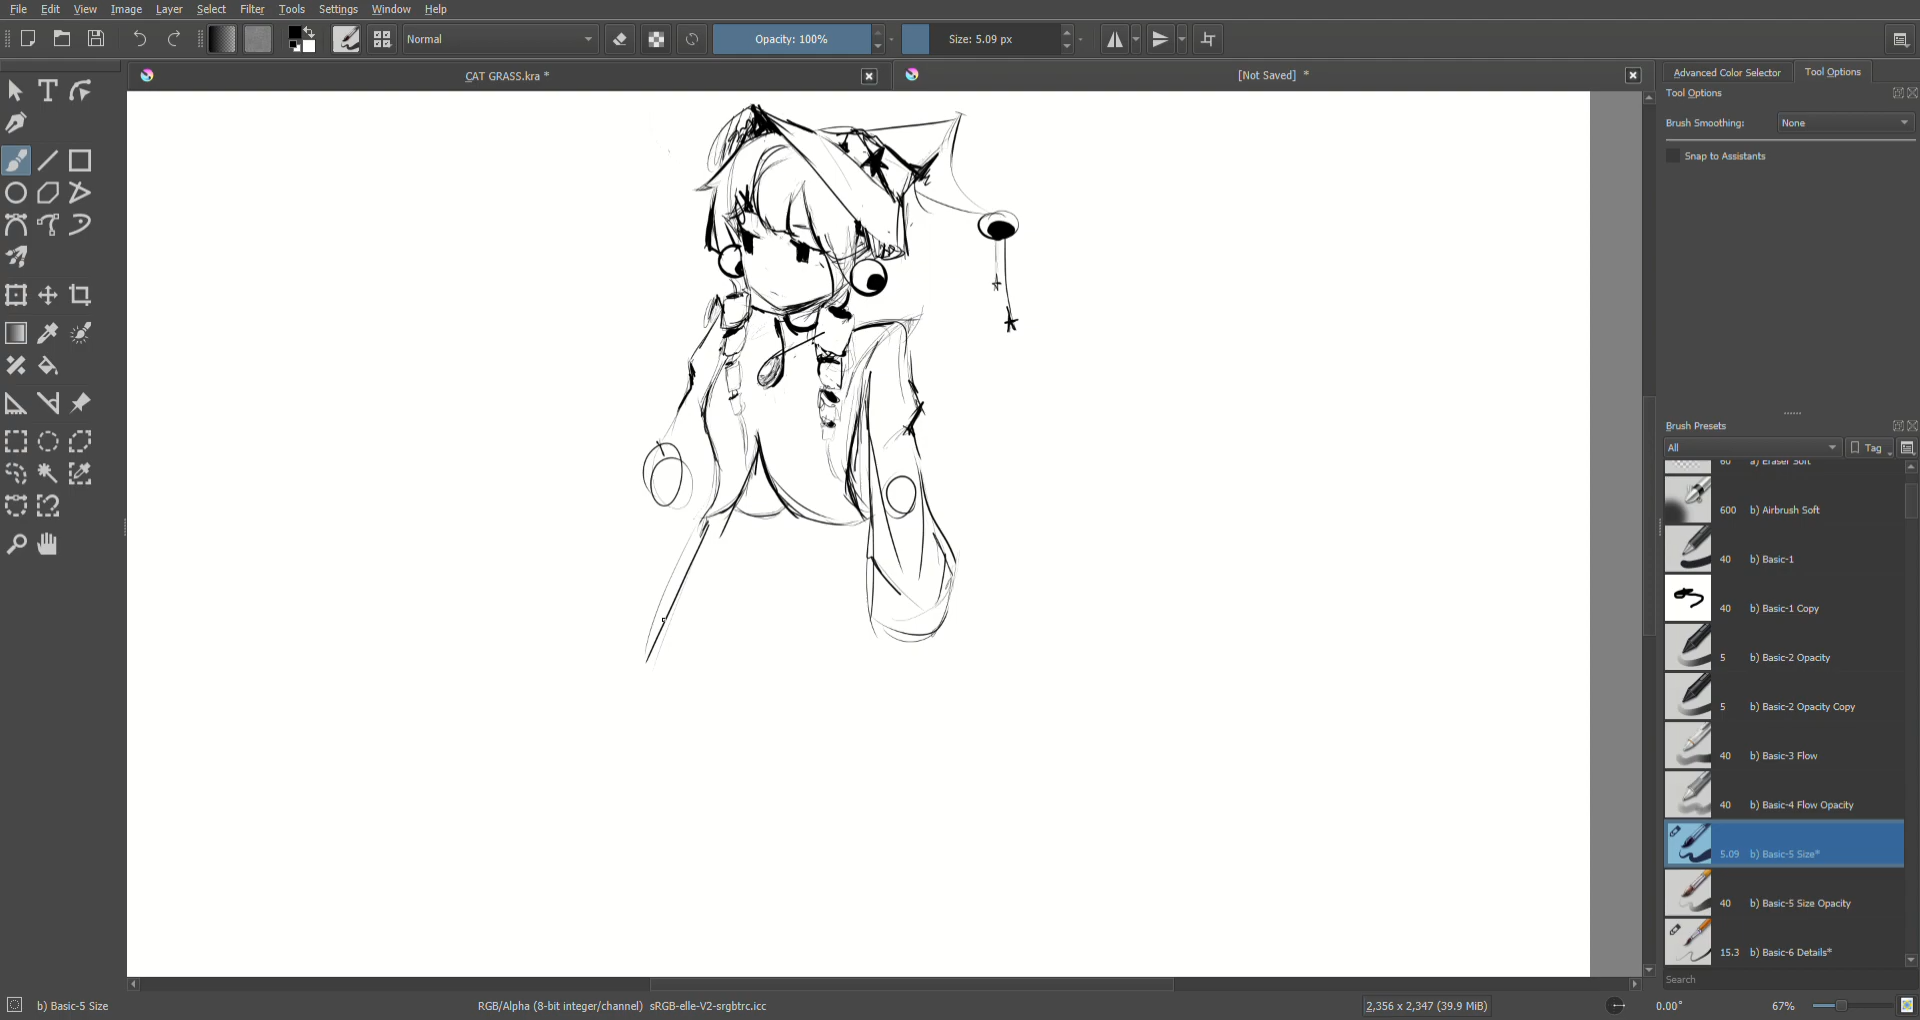 File Edit View Image Layer Select Filter Tools Settings Window Help
Normal
Opacity: 100%
Size: 5.09 px
CAT GRASS.kra *
[Not Saved] *
Advanced Color Selector
Tool Options
Tool Options
Brush Smoothing: None
Snap to Assistants
Brush Presets
All
Tag
60 a) Eraser Soft
600 b) Airbrush Soft
40 b) Basic-1
40 b) Basic-1 Copy
5 b) Basic-2 Opacity
5 b) Basic-2 Opacity Copy
40 b) Basic-3 Flow
40 b) Basic-4 Flow Opacity
5.09 b) Basic-5 Size*
40 b) Basic-5 Size Opacity
15.3 b) Basic-6 Details*
Search
b) Basic-5 Size
RGB/Alpha (8-bit integer/channel) sRGB-elle-V2-srgbtrc.icc
2,356 x 2,347 (39.9 MiB)
0.00°
67%